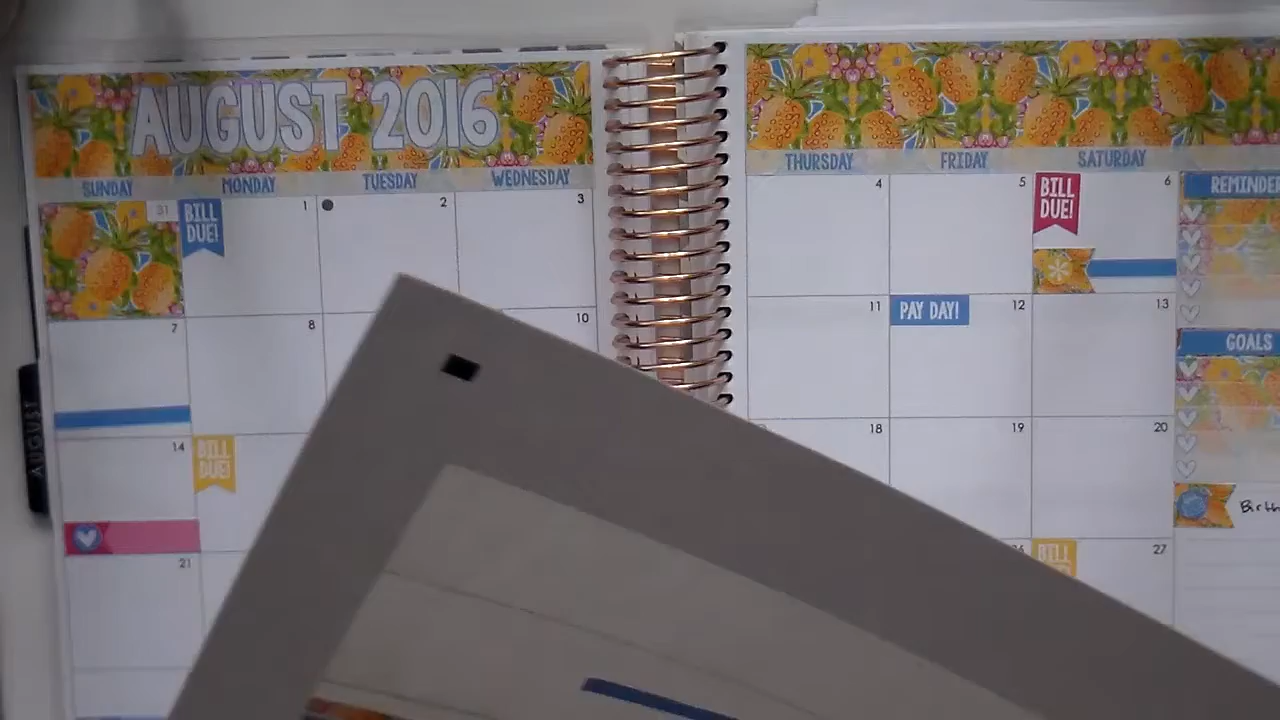 AUGUST 2016
SUNDAY MONDAY TUESDAY WEDNESDAY THURSDAY FRIDAY SATURDAY
31 BILL DUE! 1 2 3 4 5 BILL DUE! 6
REMINDER
7 8 10 11 PAY DAY! 12 13
GOALS
AUGUST
14 BILL DUE! 18 19 20
21 BILL 27